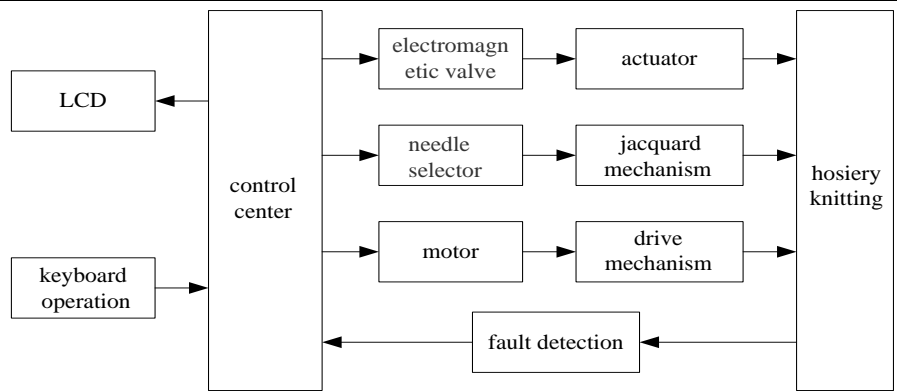 LCD
keyboard
operation
control
center
electromagn
etic valve
actuator
needle
selector
jacquard
mechanism
motor
drive
mechanism
fault detection
hosiery
knitting